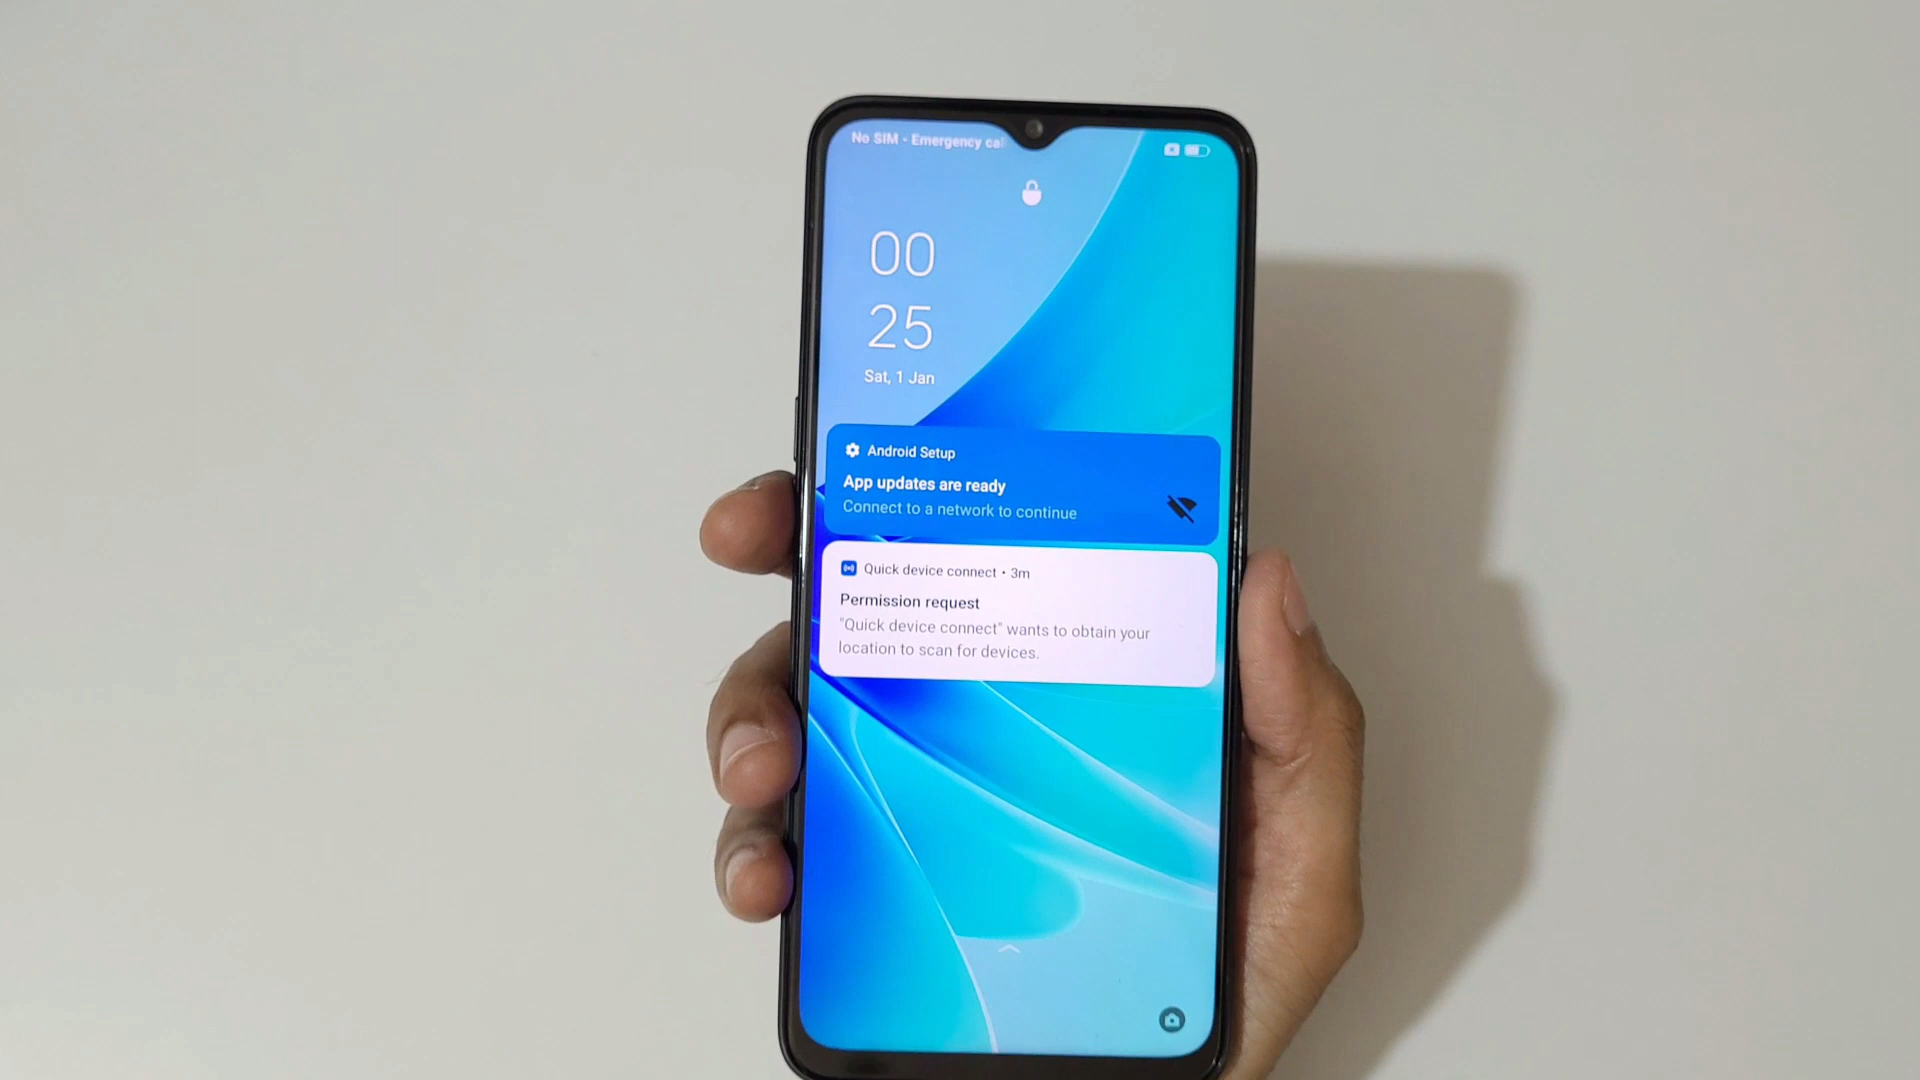 No SIM - Emergency cal
00
25
Sat, 1 Jan
Android Setup
App updates are ready
Connect to a network to continue
Quick device connect • 3m
Permission request
"Quick device connect" wants to obtain your
location to scan for devices.